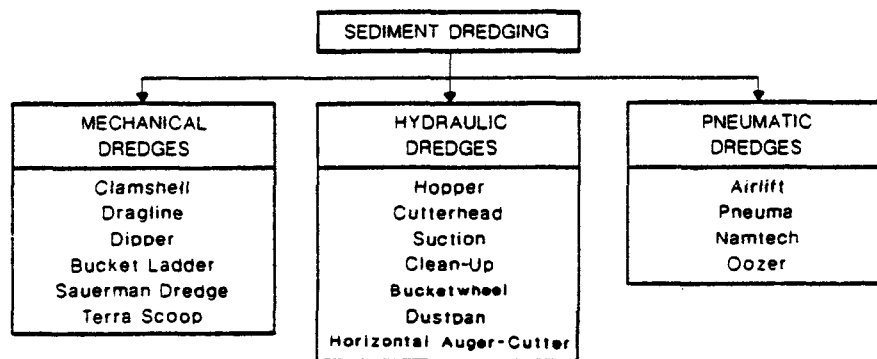 SEDIMENT DREDGING
MECHANICAL
DREDGES
Clamshell
Dragline
Dipper
Bucket Ladder
Sauerman Dredge
Terra Scoop
HYDRAULIC
DREDGES
Hopper
Cutterhead
Suction
Clean-Up
Bucketwheel
Dustpan
Horizontal Auger-Cutter
PNEUMATIC
DREDGES
Airlift
Pneuma
Namtech
Oozer